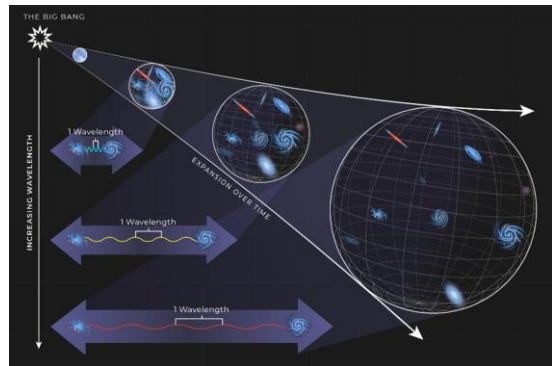 THE BIG BANG
1 Wavelength
INCREASING WAVELENGTH
EXPANSION OVER TIME
1 Wavelength
1 Wavelength